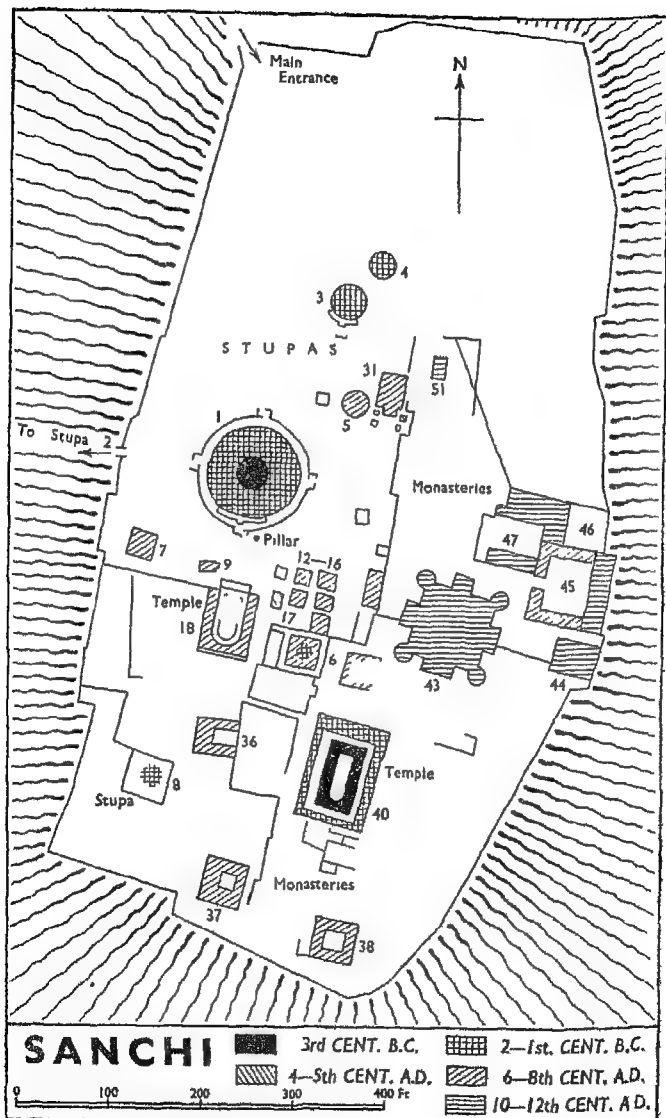 Main
Entrance
N
4
3
STUPAS
31
51
5
1
To Stupa 2
Monasteries
Pillar
46
47
7
9
12—16
45
Temple
17
18
6
43
44
36
Temple
8
Stupa
40
Monasteries
37
38
SANCHI
3rd CENT. B.C.
2—1st. CENT. B.C.
4—5th CENT. A.D.
6—8th CENT. A.D.
10—12th CENT. A.D.
0 100 200 300 400 Ft